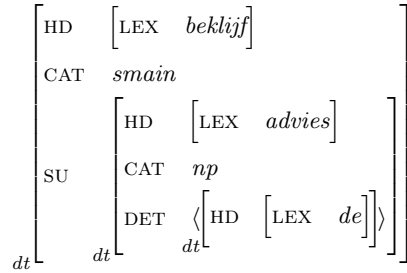 HD [LEX beklijf]
CAT smain
HD [LEX advies]
CAT np
SU
DET ⟨[HD [LEX de]]⟩
dt
dt
dt